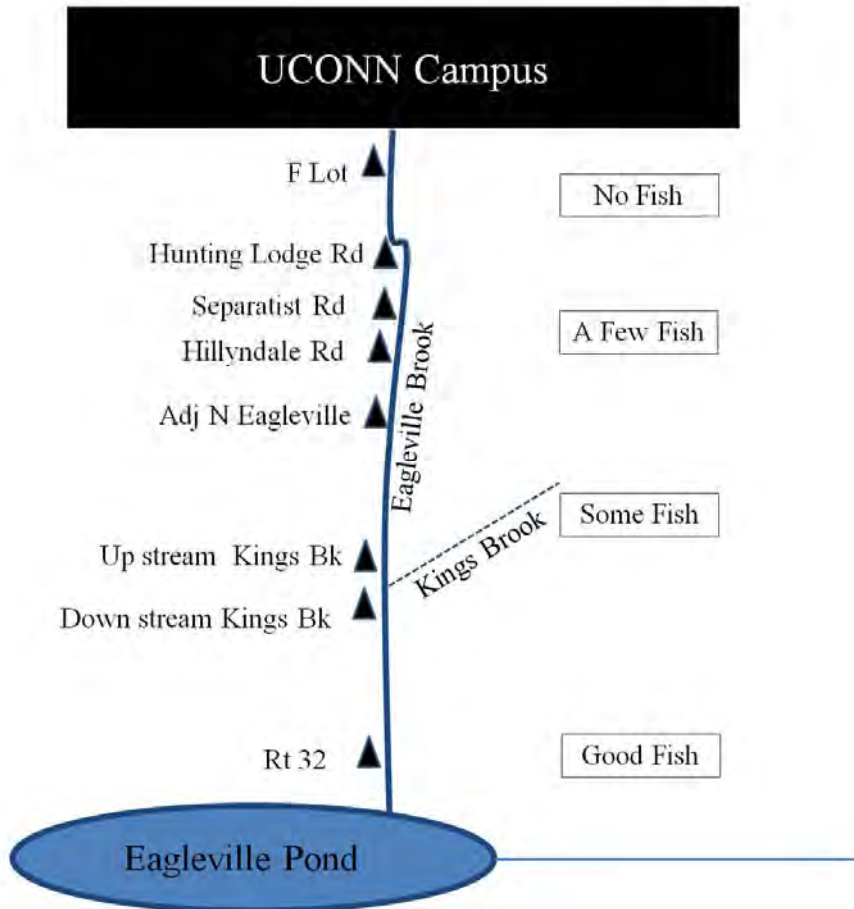 UCONN Campus
F Lot
No Fish
Hunting Lodge Rd
Separatist Rd
A Few Fish
Hillyndale Rd
Adj N Eagleville
Eagleville Brook
Some Fish
Up stream Kings Bk
Kings Brook
Down stream Kings Bk
Rt 32
Good Fish
Eagleville Pond